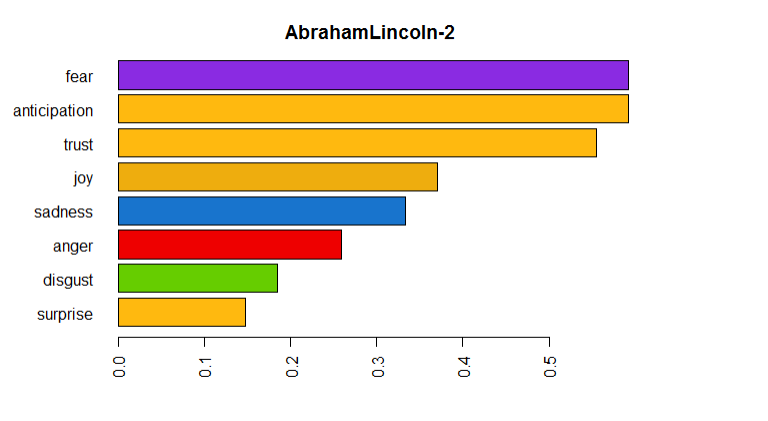 AbrahamLincoln-2
fear
anticipation
trust
joy
sadness
anger
disgust
surprise
0.0 0.1 0.2 0.3 0.4 0.5